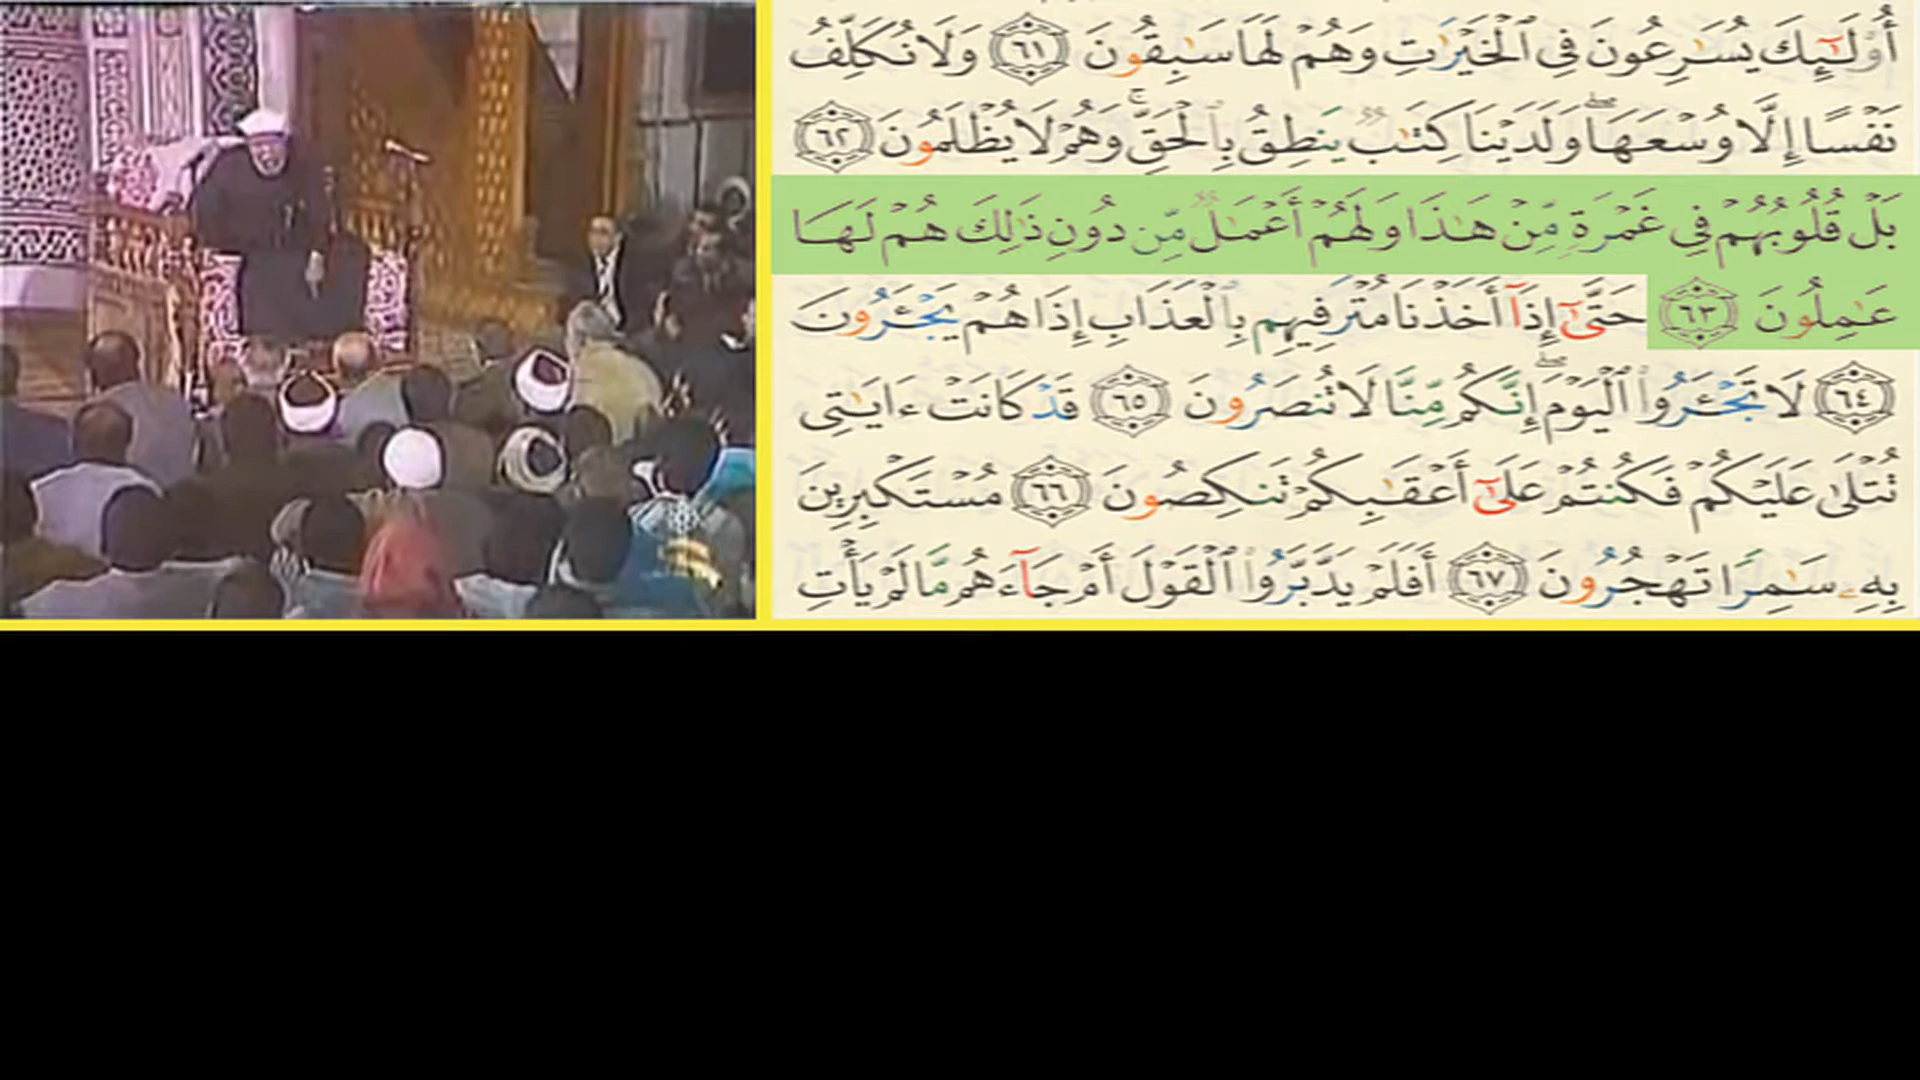 أُو۟لَـٰٓئِكَ يُسَـٰرِعُونَ فِى ٱلْخَيْرَٰتِ وَهُمْ لَهَا سَـٰبِقُونَ ٦١ وَلَا نُكَلِّفُ
نَفْسًا إِلَّا وُسْعَهَا ۖ وَلَدَيْنَا كِتَـٰبٌ يَنطِقُ بِٱلْحَقِّ ۚ وَهُمْ لَا يُظْلَمُونَ ٦٢
بَلْ قُلُوبُهُمْ فِى غَمْرَةٍ مِّنْ هَـٰذَا وَلَهُمْ أَعْمَـٰلٌ مِّن دُونِ ذَٰلِكَ هُمْ لَهَا
عَـٰمِلُونَ ٦٣ حَتَّىٰٓ إِذَآ أَخَذْنَا مُتْرَفِيهِم بِٱلْعَذَابِ إِذَا هُمْ يَجْـَٔرُونَ
٦٤ لَا تَجْـَٔرُوا۟ ٱلْيَوْمَ ۖ إِنَّكُم مِّنَّا لَا تُنصَرُونَ ٦٥ قَدْ كَانَتْ ءَايَـٰتِى
تُتْلَىٰ عَلَيْكُمْ فَكُنتُمْ عَلَىٰٓ أَعْقَـٰبِكُمْ تَنكِصُونَ ٦٦ مُسْتَكْبِرِينَ
بِهِۦ سَـٰمِرًا تَهْجُرُونَ ٦٧ أَفَلَمْ يَدَّبَّرُوا۟ ٱلْقَوْلَ أَمْ جَآءَهُم مَّا لَمْ يَأْتِ